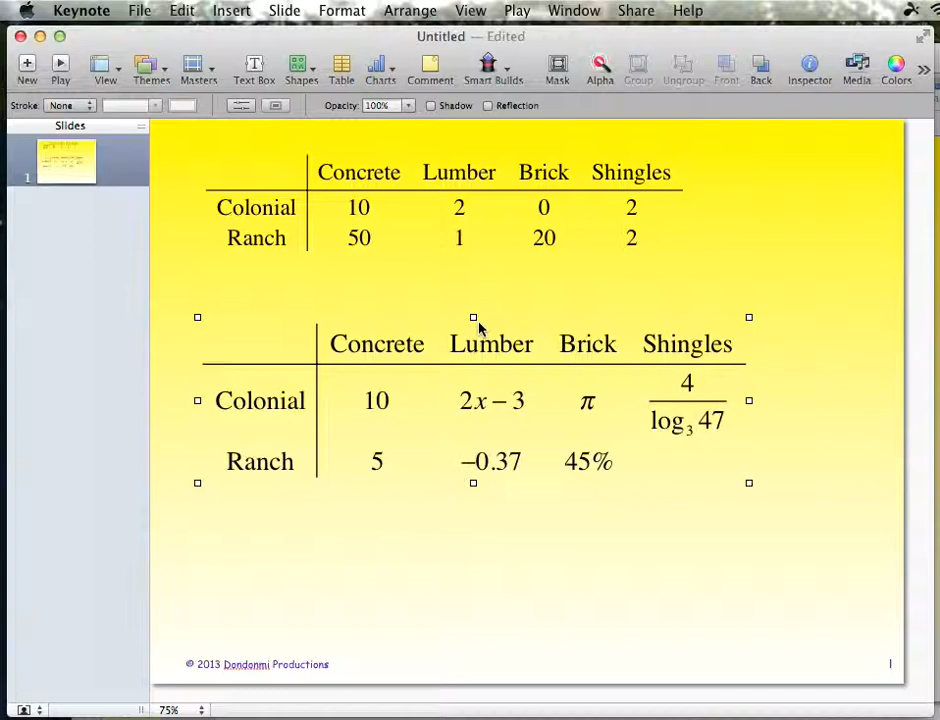 Keynote File Edit Insert Slide Format Arrange View Play Window Share Help
Untitled — Edited
New Play View Themes Masters Text Box Shapes Table Charts Comment Smart Builds Mask Alpha Group Ungroup Front Back Inspector Media Colors
Stroke: None Opacity: 100% Shadow Reflection
Slides
1
Concrete Lumber Brick Shingles
Colonial 10 2 0 2
Ranch 50 1 20 2
Concrete Lumber Brick Shingles
Colonial 10 2x − 3 π 4 / log₃ 47
Ranch 5 −0.37 45%
© 2013 Dondonmi Productions 1
75%